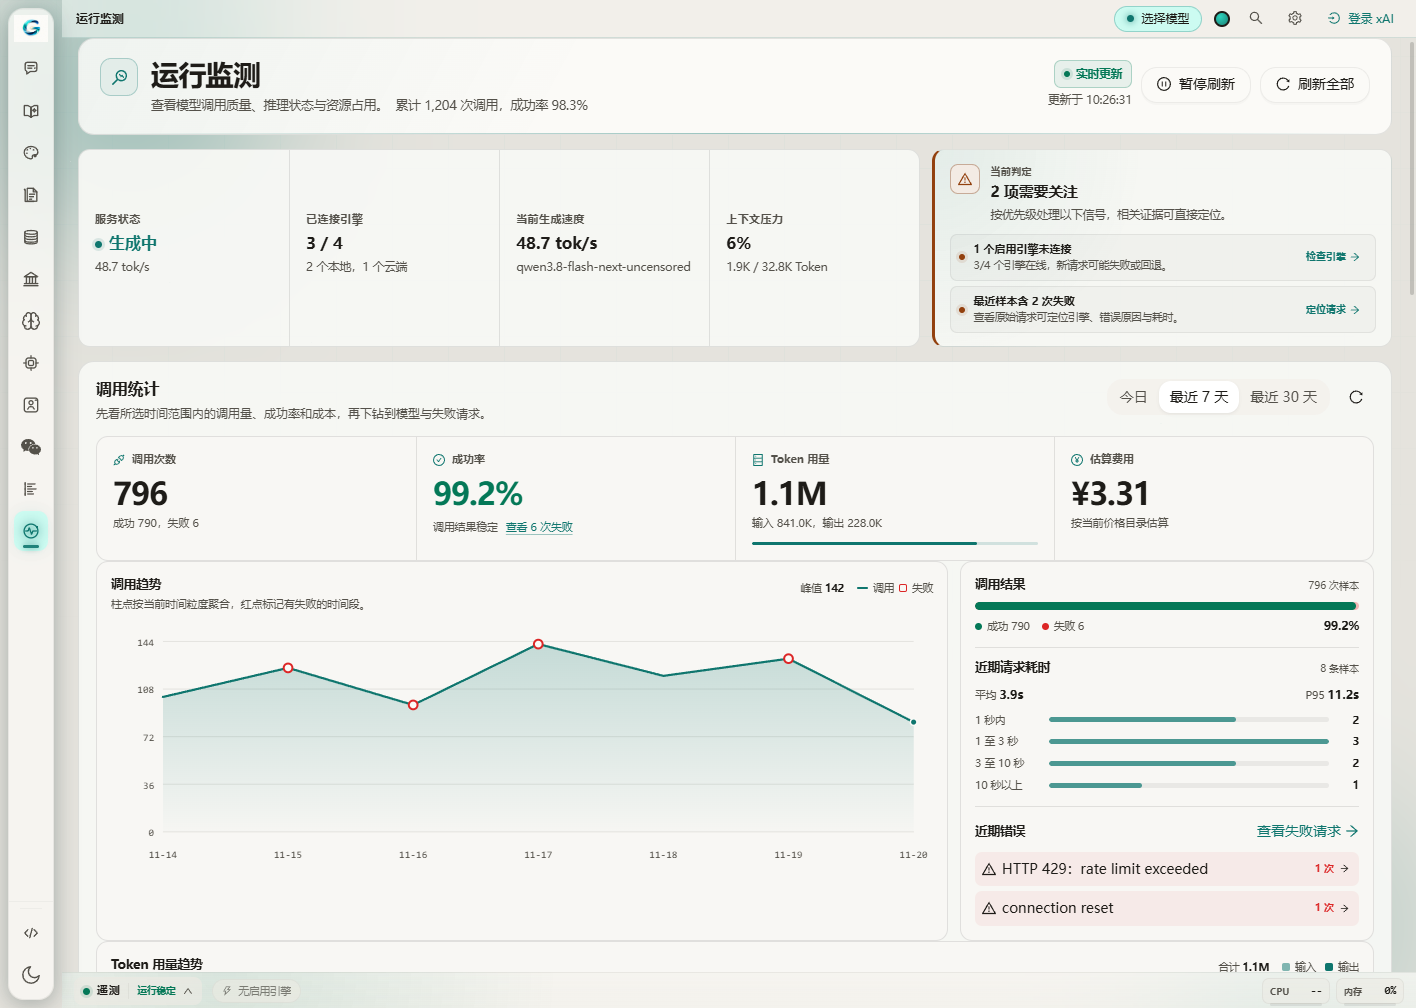 运行监测
选择模型
登录 xAI
运行监测
查看模型调用质量、推理状态与资源占用。 累计 1,204 次调用，成功率 98.3%
实时更新
更新于 10:26:31
暂停刷新
刷新全部
服务状态
生成中
48.7 tok/s
已连接引擎
3 / 4
2 个本地，1 个云端
当前生成速度
48.7 tok/s
qwen3.8-flash-next-uncensored
上下文压力
6%
1.9K / 32.8K Token
当前判定
2 项需要关注
按优先级处理以下信号，相关证据可直接定位。
1 个启用引擎未连接
3/4 个引擎在线，新请求可能失败或回退。
检查引擎
最近样本含 2 次失败
查看原始请求可定位引擎、错误原因与耗时。
定位请求
调用统计
先看所选时间范围内的调用量、成功率和成本，再下钻到模型与失败请求。
今日
最近 7 天
最近 30 天
调用次数
796
成功 790，失败 6
成功率
99.2%
调用结果稳定 查看 6 次失败
Token 用量
1.1M
输入 841.0K，输出 228.0K
估算费用
¥3.31
按当前价格目录估算
调用趋势
柱点按当前时间粒度聚合，红点标记有失败的时间段。
峰值 142
调用
失败
144
108
72
36
0
11-14
11-15
11-16
11-17
11-18
11-19
11-20
调用结果
796 次样本
成功 790
失败 6
99.2%
近期请求耗时
8 条样本
平均 3.9s
P95 11.2s
1 秒内
2
1 至 3 秒
3
3 至 10 秒
2
10 秒以上
1
近期错误
查看失败请求
HTTP 429：rate limit exceeded
1 次
connection reset
1 次
Token 用量趋势
合计 1.1M
输入
输出
遥测
运行稳定
无启用引擎
CPU --
内存 0%